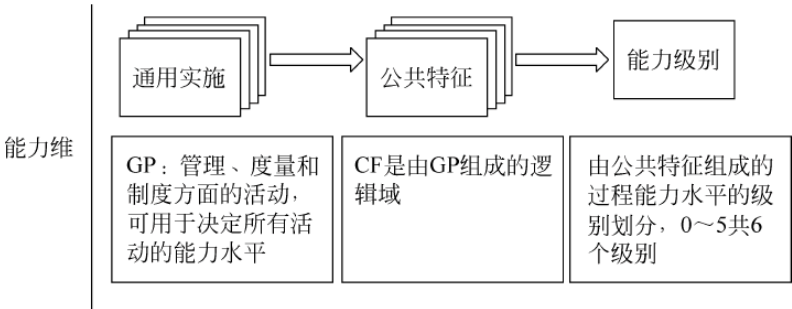 通用实施
公共特征
能力级别
能力维
GP：管理、度量和
制度方面的活动，
可用于决定所有活
动的能力水平
CF是由GP组成的逻
辑域
由公共特征组成的
过程能力水平的级
别划分，0～5共6
个级别